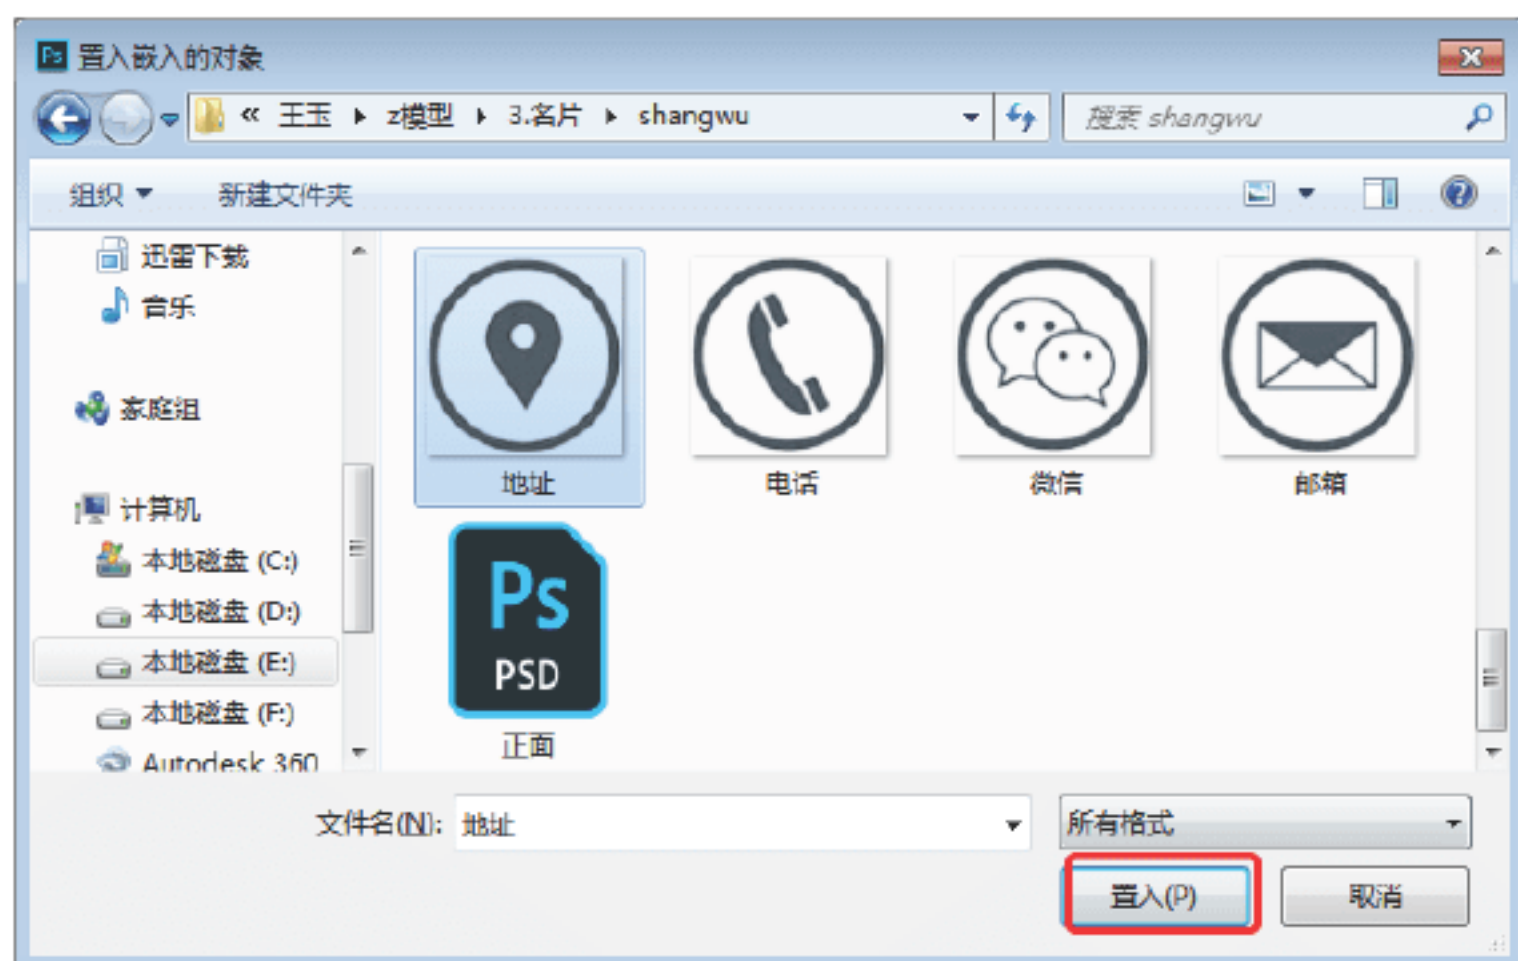 Ps 置入嵌入的对象
« 王玉 ▸ z模型 ▸ 3.名片 ▸ shangwu
搜索 shangwu
组织 新建文件夹
迅雷下载
音乐
家庭组
计算机
本地磁盘 (C:)
本地磁盘 (D:)
本地磁盘 (E:)
本地磁盘 (F:)
Autodesk 360
地址 电话 微信 邮箱
Ps
PSD
正面
文件名(N): 地址 所有格式
置入(P) 取消